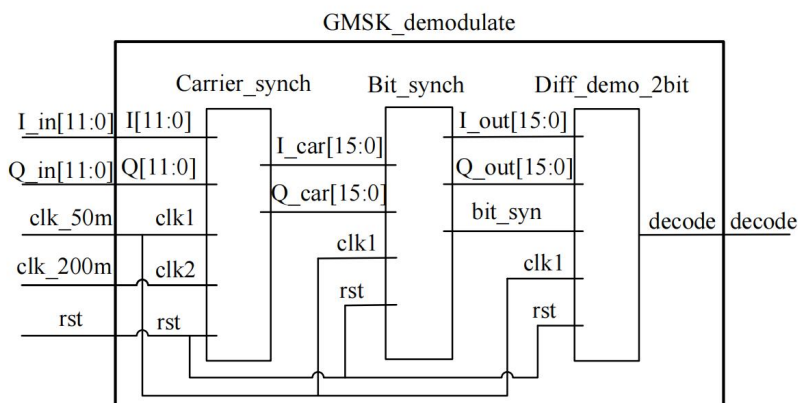 GMSK_demodulate
Carrier_synch Bit_synch Diff_demo_2bit
I_in[11:0] I[11:0] I_car[15:0] I_out[15:0]
Q_in[11:0] Q[11:0] Q_car[15:0] Q_out[15:0]
clk_50m clk1 clk1 bit_syn decode decode
clk_200m clk2 rst clk1
rst rst rst